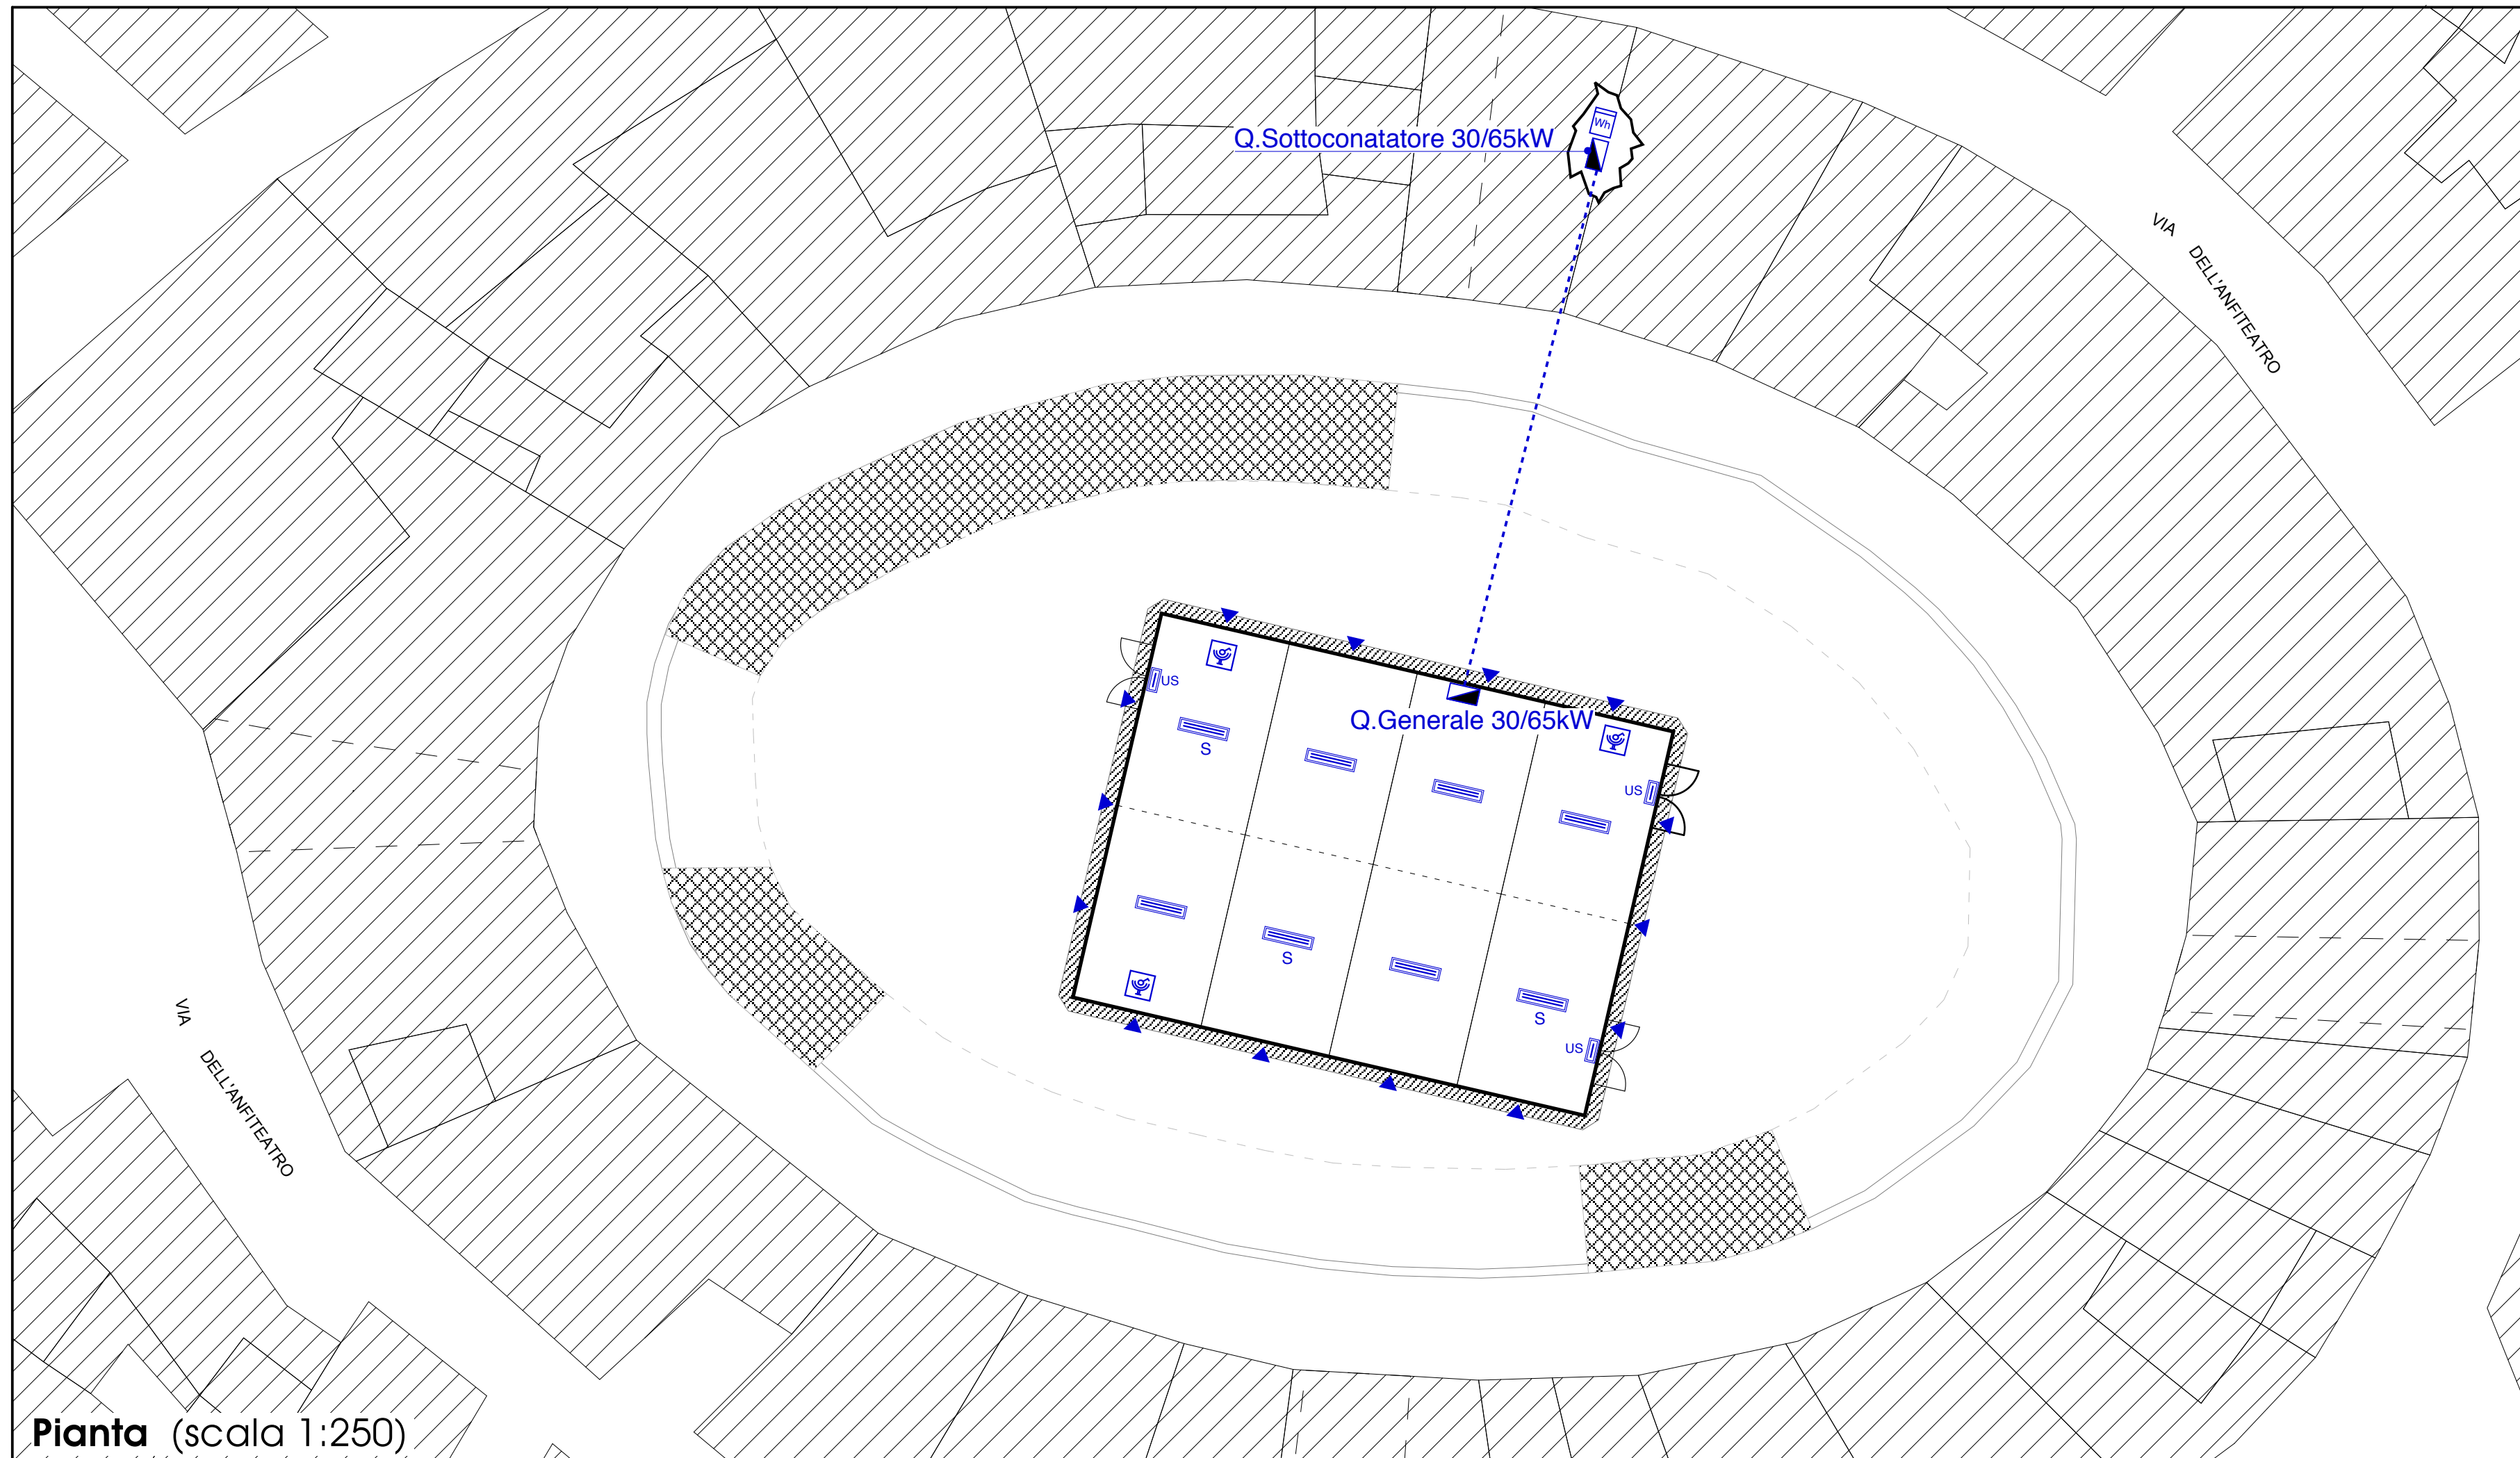 Q.Sottoconatatore 30/65kW
Wh
VIA DELL'ANFITEATRO
US
Q.Generale 30/65kW
S
US
S
S
US
VIA DELL'ANFITEATRO
Pianta (scala 1:250)